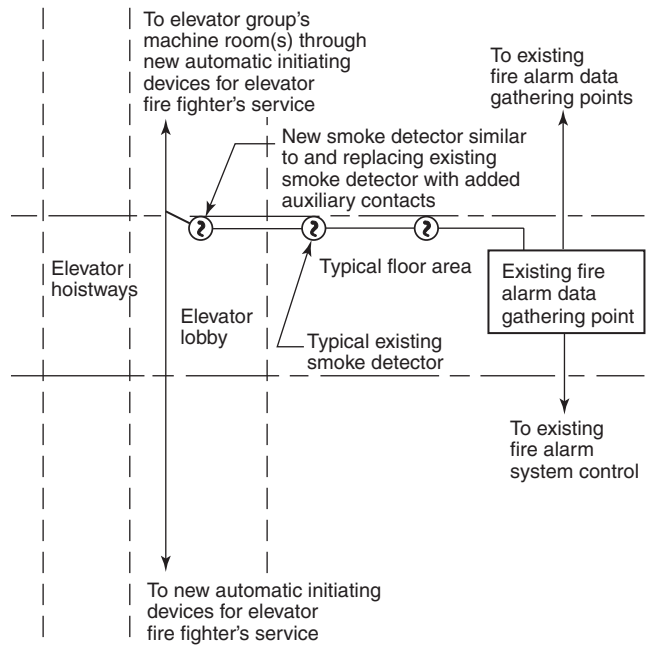 To elevator group's
machine room(s) through
new automatic initiating
devices for elevator
fire fighter's service
To existing
fire alarm data
gathering points
New smoke detector similar
to and replacing existing
smoke detector with added
auxiliary contacts
Elevator
hoistways
Elevator
lobby
Typical floor area
Typical existing
smoke detector
Existing fire
alarm data
gathering point
To existing
fire alarm
system control
To new automatic initiating
devices for elevator
fire fighter's service